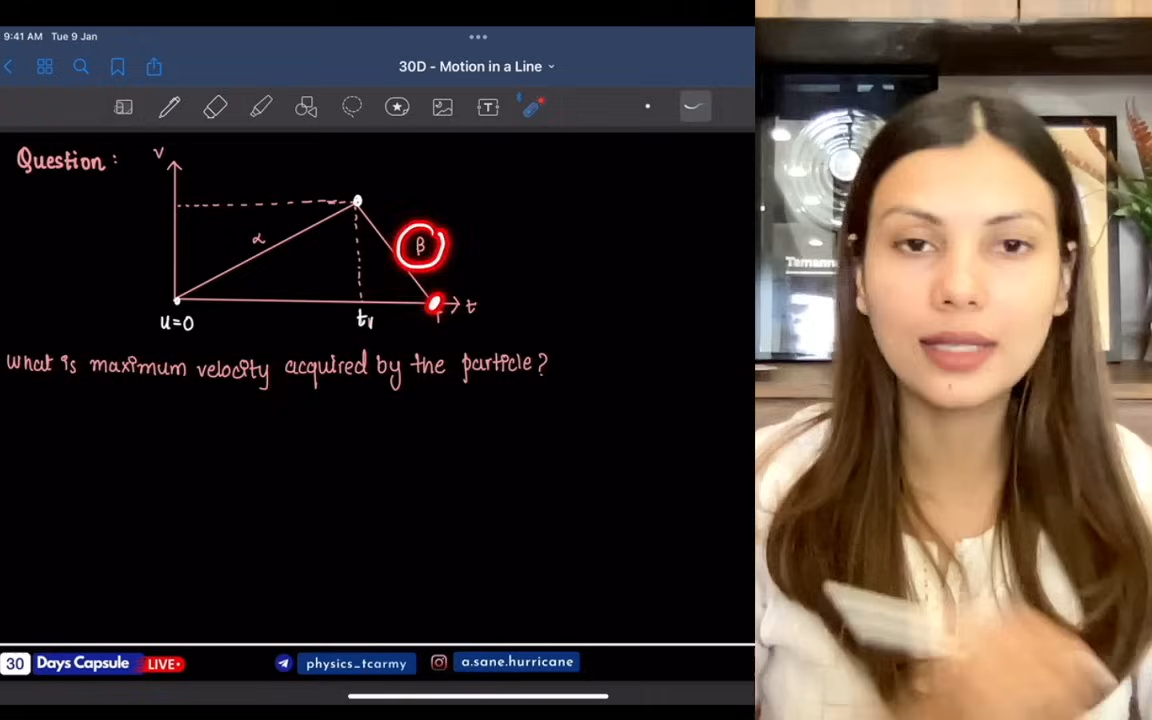 9:41 AM Tue 9 Jan
30D - Motion in a Line
Question:
v
α
β
t
u=0
t₁
What is maximum velocity acquired by the particle?
30 Days Capsule LIVE
physics_tcarmy
a.sane.hurricane